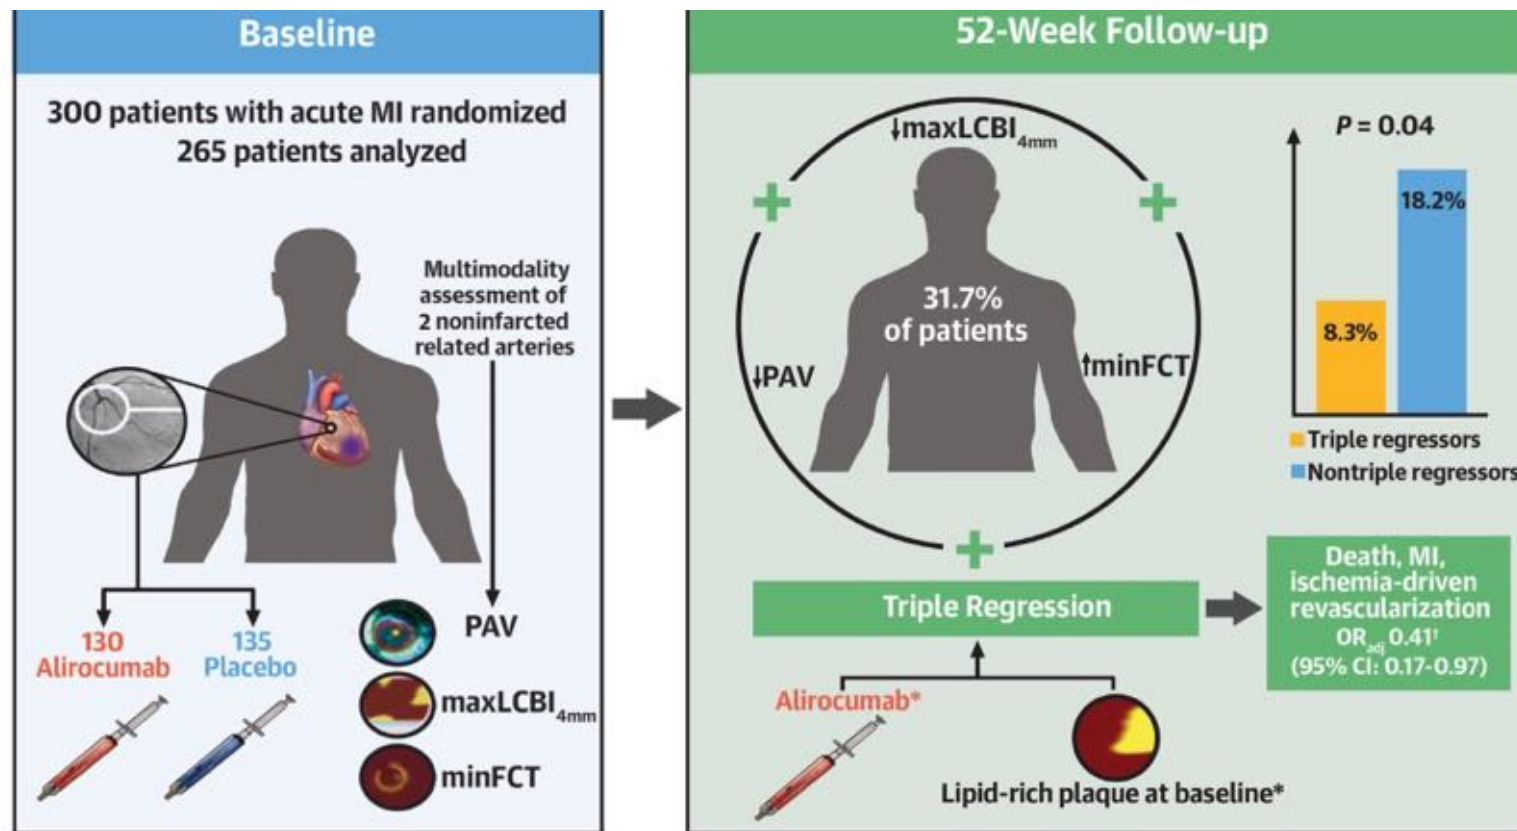 Baseline
300 patients with acute MI randomized
265 patients analyzed
Multimodality
assessment of
2 noninfarcted
related arteries
130
Alirocumab
135
Placebo
PAV
maxLCBI4mm
minFCT
52-Week Follow-up
↓maxLCBI4mm
+
+
31.7%
of patients
↓PAV
↑minFCT
+
Triple Regression
Alirocumab*
Lipid-rich plaque at baseline*
P = 0.04
8.3%
18.2%
Triple regressors
Nontriple regressors
Death, MI,
ischemia-driven
revascularization
ORadj 0.41†
(95% CI: 0.17-0.97)